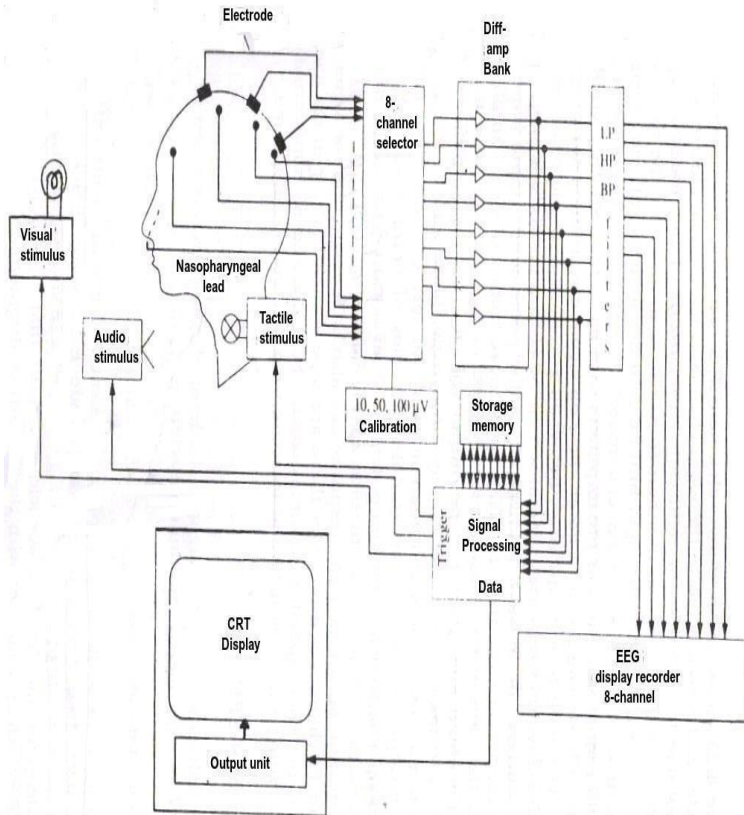 Electrode
Diff-
amp
Bank
8-
channel
selector
LP
HP
BP
filters
Visual
stimulus
Nasopharyngeal
lead
Audio
stimulus
Tactile
stimulus
10, 50, 100 µV
Calibration
Storage
memory
Trigger
Signal
Processing
Data
CRT
Display
Output unit
EEG
display recorder
8-channel